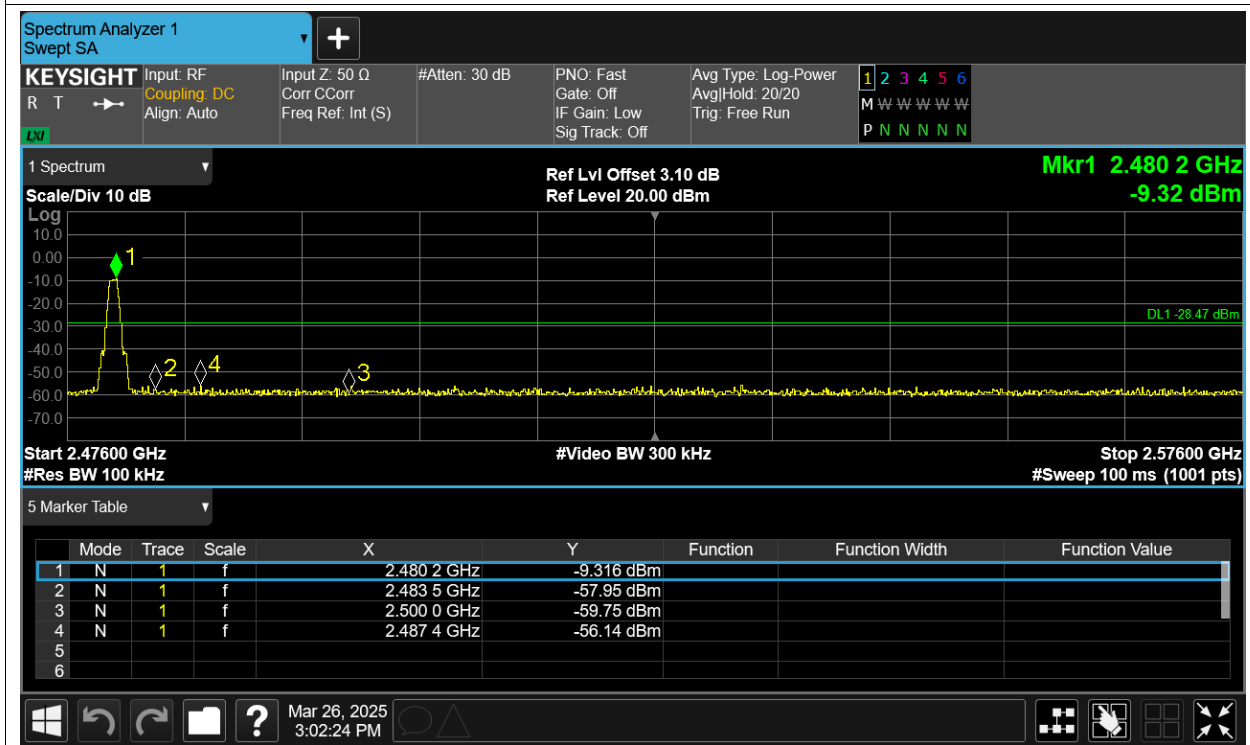 Spectrum Analyzer 1
Swept SA
KEYSIGHT
R T
LXI
Input: RF
Coupling: DC
Align: Auto
Input Z: 50 Ω
Corr CCorr
Freq Ref: Int (S)
#Atten: 30 dB
PNO: Fast
Gate: Off
IF Gain: Low
Sig Track: Off
Avg Type: Log-Power
Avg|Hold: 20/20
Trig: Free Run
1 2 3 4 5 6
M W W W W W
P N N N N N
1 Spectrum
Scale/Div 10 dB
Ref Lvl Offset 3.10 dB
Ref Level 20.00 dBm
Mkr1 2.480 2 GHz
-9.32 dBm
Log
10.0
0.00
-10.0
-20.0
-30.0
-40.0
-50.0
-60.0
-70.0
1
2
4
3
DL1 -28.47 dBm
Start 2.47600 GHz
#Res BW 100 kHz
#Video BW 300 kHz
Stop 2.57600 GHz
#Sweep 100 ms (1001 pts)
5 Marker Table
Mode Trace Scale X Y Function Function Width Function Value
1 N 1 f 2.480 2 GHz -9.316 dBm
2 N 1 f 2.483 5 GHz -57.95 dBm
3 N 1 f 2.500 0 GHz -59.75 dBm
4 N 1 f 2.487 4 GHz -56.14 dBm
5
6
?
Mar 26, 2025
3:02:24 PM